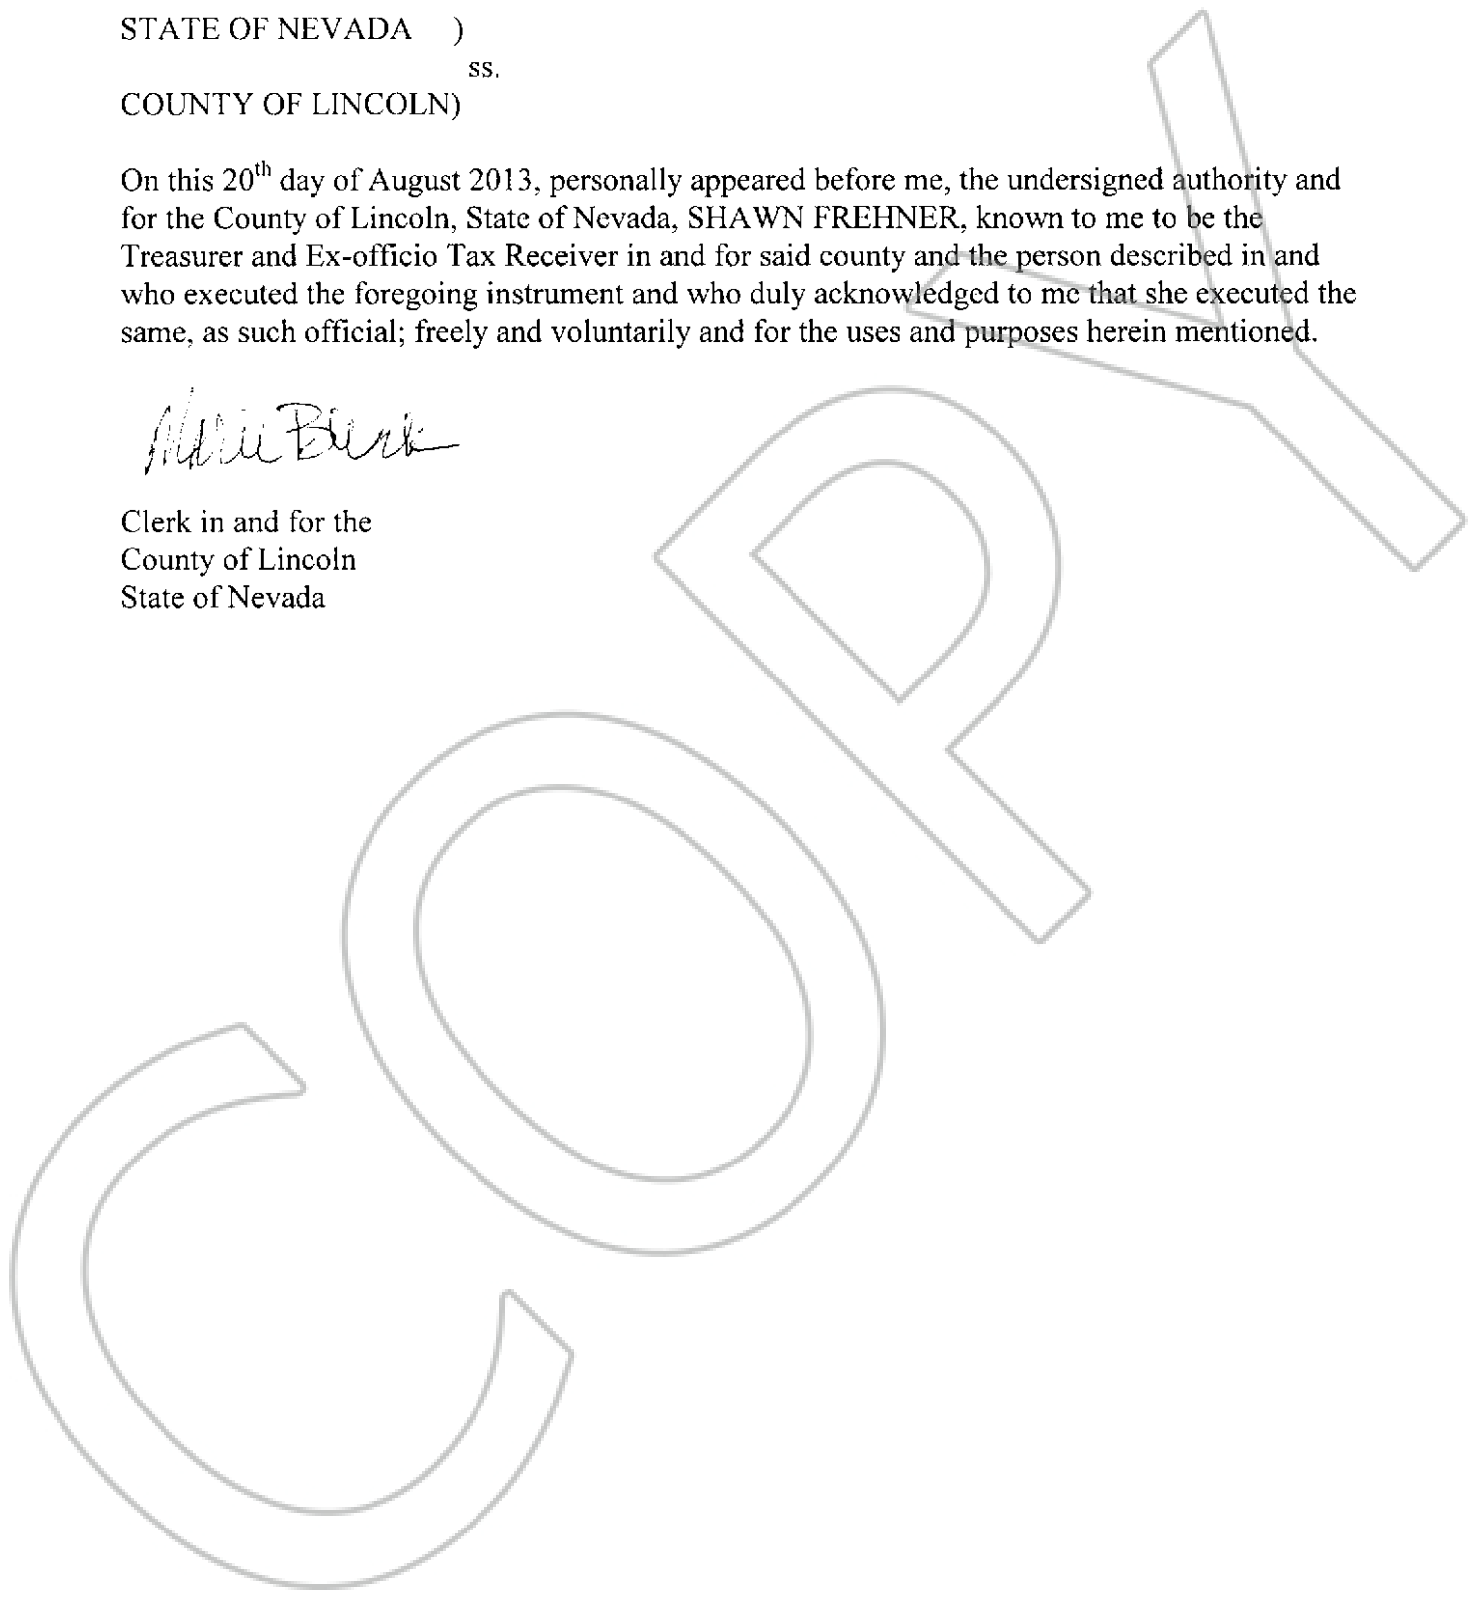 STATE OF NEVADA )
ss.
COUNTY OF LINCOLN)
On this 20th day of August 2013, personally appeared before me, the undersigned authority and
for the County of Lincoln, State of Nevada, SHAWN FREHNER, known to me to be the
Treasurer and Ex-officio Tax Receiver in and for said county and the person described in and
who executed the foregoing instrument and who duly acknowledged to me that she executed the
same, as such official; freely and voluntarily and for the uses and purposes herein mentioned.
Clerk in and for the
County of Lincoln
State of Nevada
COPY